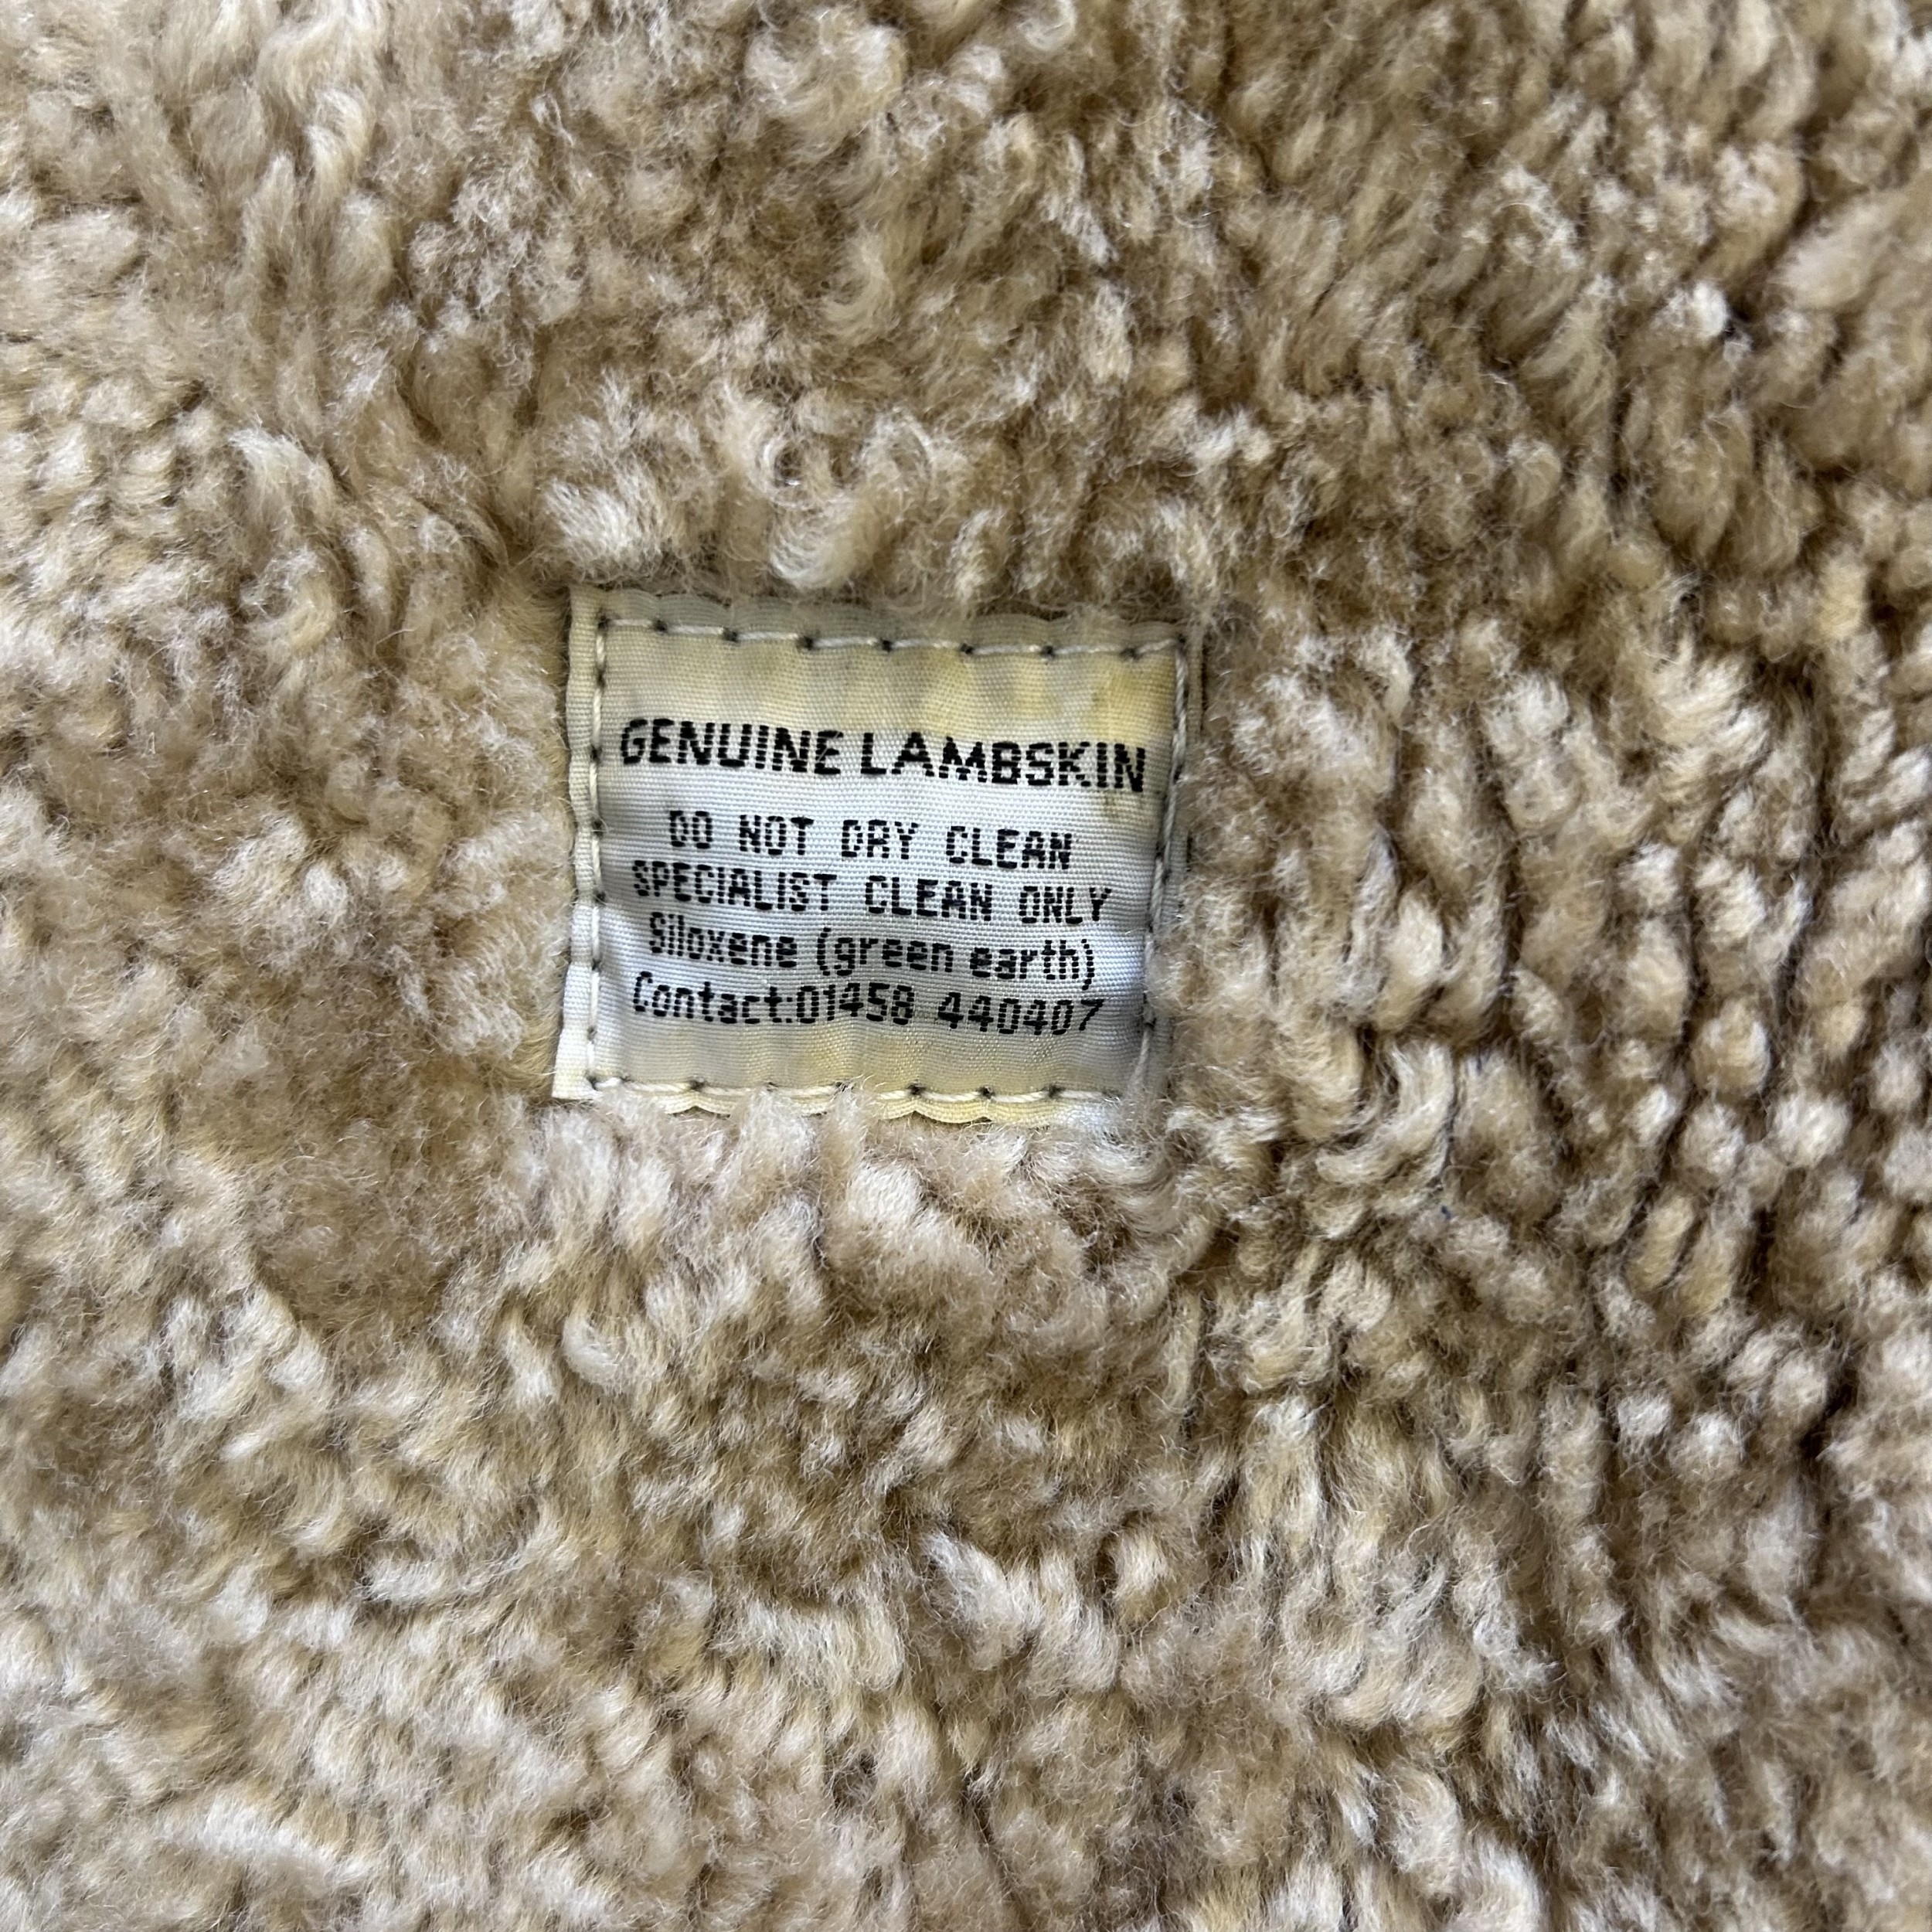 GENUINE LAMBSKIN
DO NOT DRY CLEAN
SPECIALIST CLEAN ONLY
Siloxene (green earth)
Contact:01458 440407